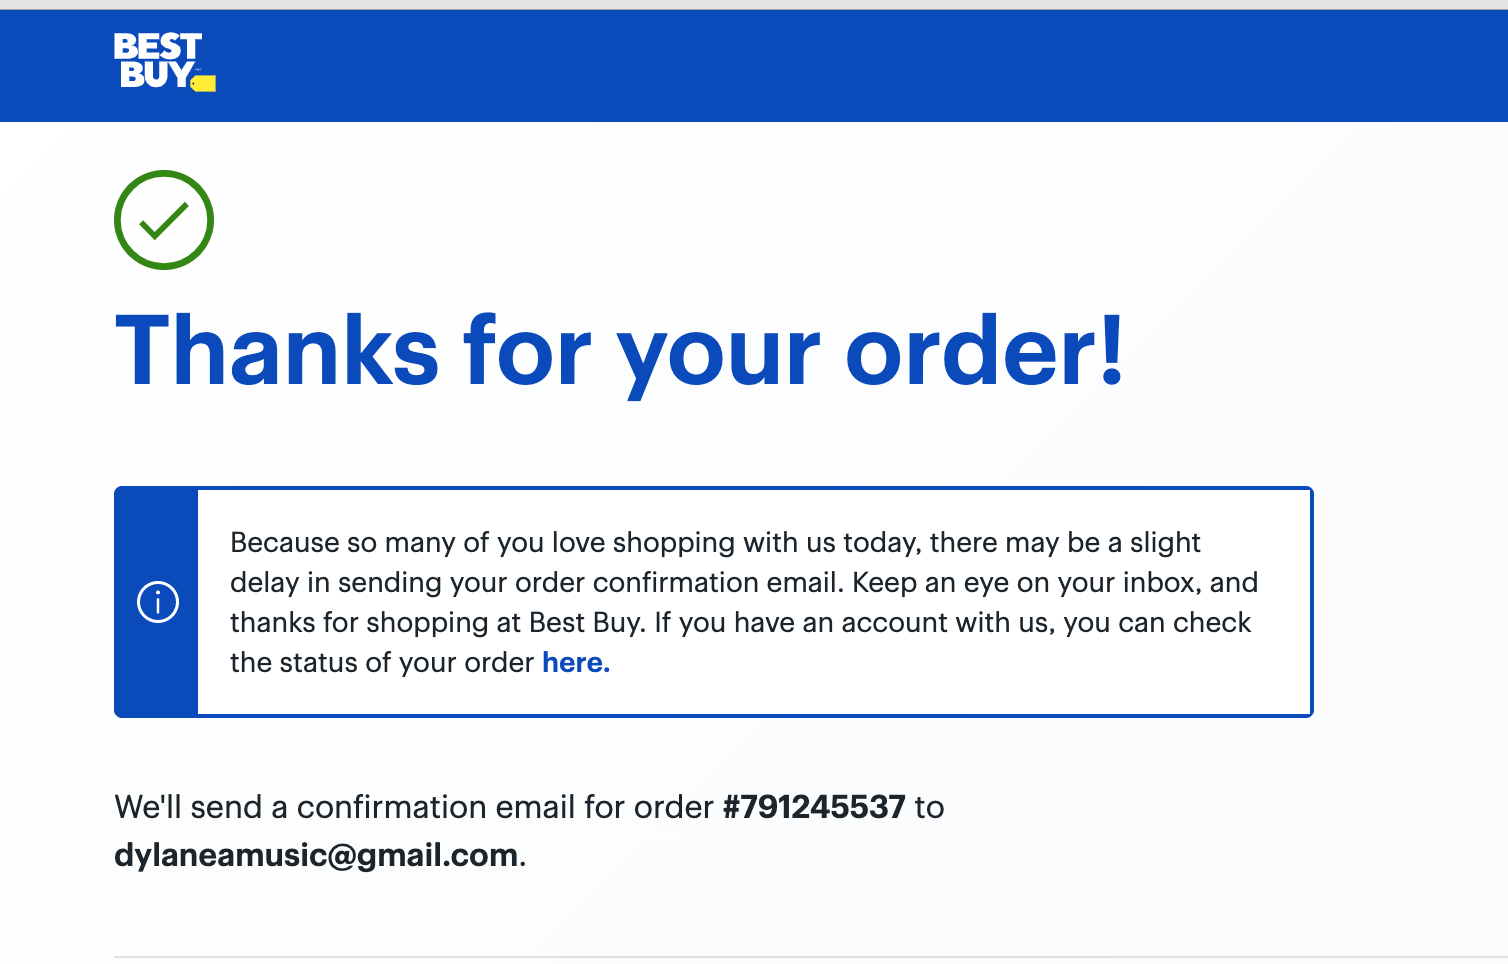 BEST
BUY
Thanks for your order!
Because so many of you love shopping with us today, there may be a slight
delay in sending your order confirmation email. Keep an eye on your inbox, and
thanks for shopping at Best Buy. If you have an account with us, you can check
the status of your order here.
We'll send a confirmation email for order #791245537 to
dylaneamusic@gmail.com.